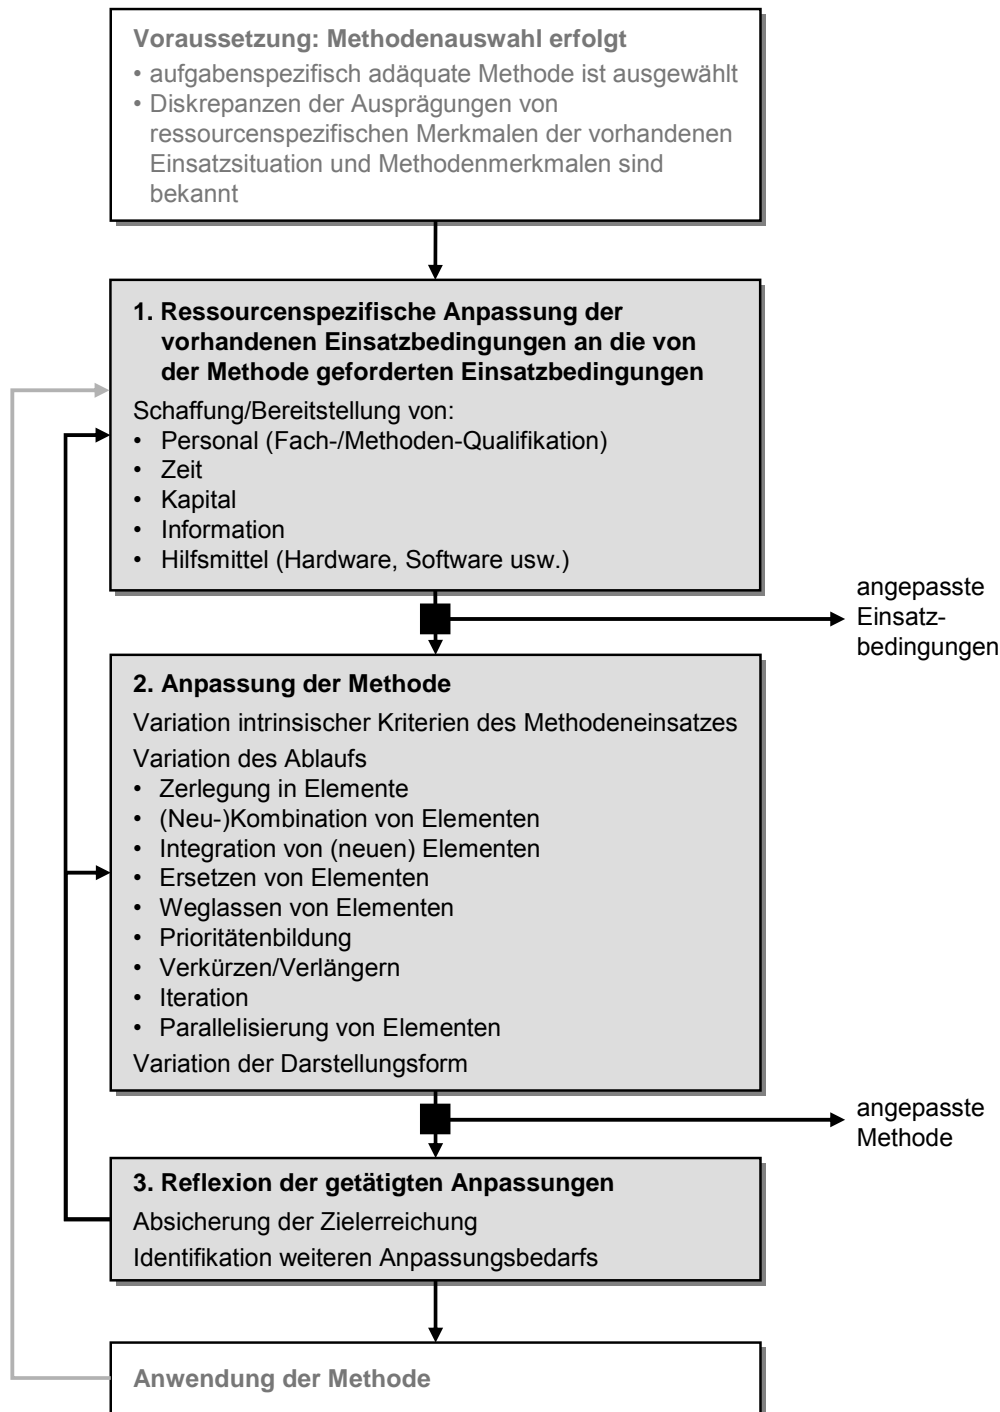 Voraussetzung: Methodenauswahl erfolgt
• aufgabenspezifisch adäquate Methode ist ausgewählt
• Diskrepanzen der Ausprägungen von
ressourcenspezifischen Merkmalen der vorhandenen
Einsatzsituation und Methodenmerkmalen sind
bekannt
1. Ressourcenspezifische Anpassung der
vorhandenen Einsatzbedingungen an die von
der Methode geforderten Einsatzbedingungen
Schaffung/Bereitstellung von:
• Personal (Fach-/Methoden-Qualifikation)
• Zeit
• Kapital
• Information
• Hilfsmittel (Hardware, Software usw.)
angepasste
Einsatz-
bedingungen
2. Anpassung der Methode
Variation intrinsischer Kriterien des Methodeneinsatzes
Variation des Ablaufs
• Zerlegung in Elemente
• (Neu-)Kombination von Elementen
• Integration von (neuen) Elementen
• Ersetzen von Elementen
• Weglassen von Elementen
• Prioritätenbildung
• Verkürzen/Verlängern
• Iteration
• Parallelisierung von Elementen
Variation der Darstellungsform
angepasste
Methode
3. Reflexion der getätigten Anpassungen
Absicherung der Zielerreichung
Identifikation weiteren Anpassungsbedarfs
Anwendung der Methode